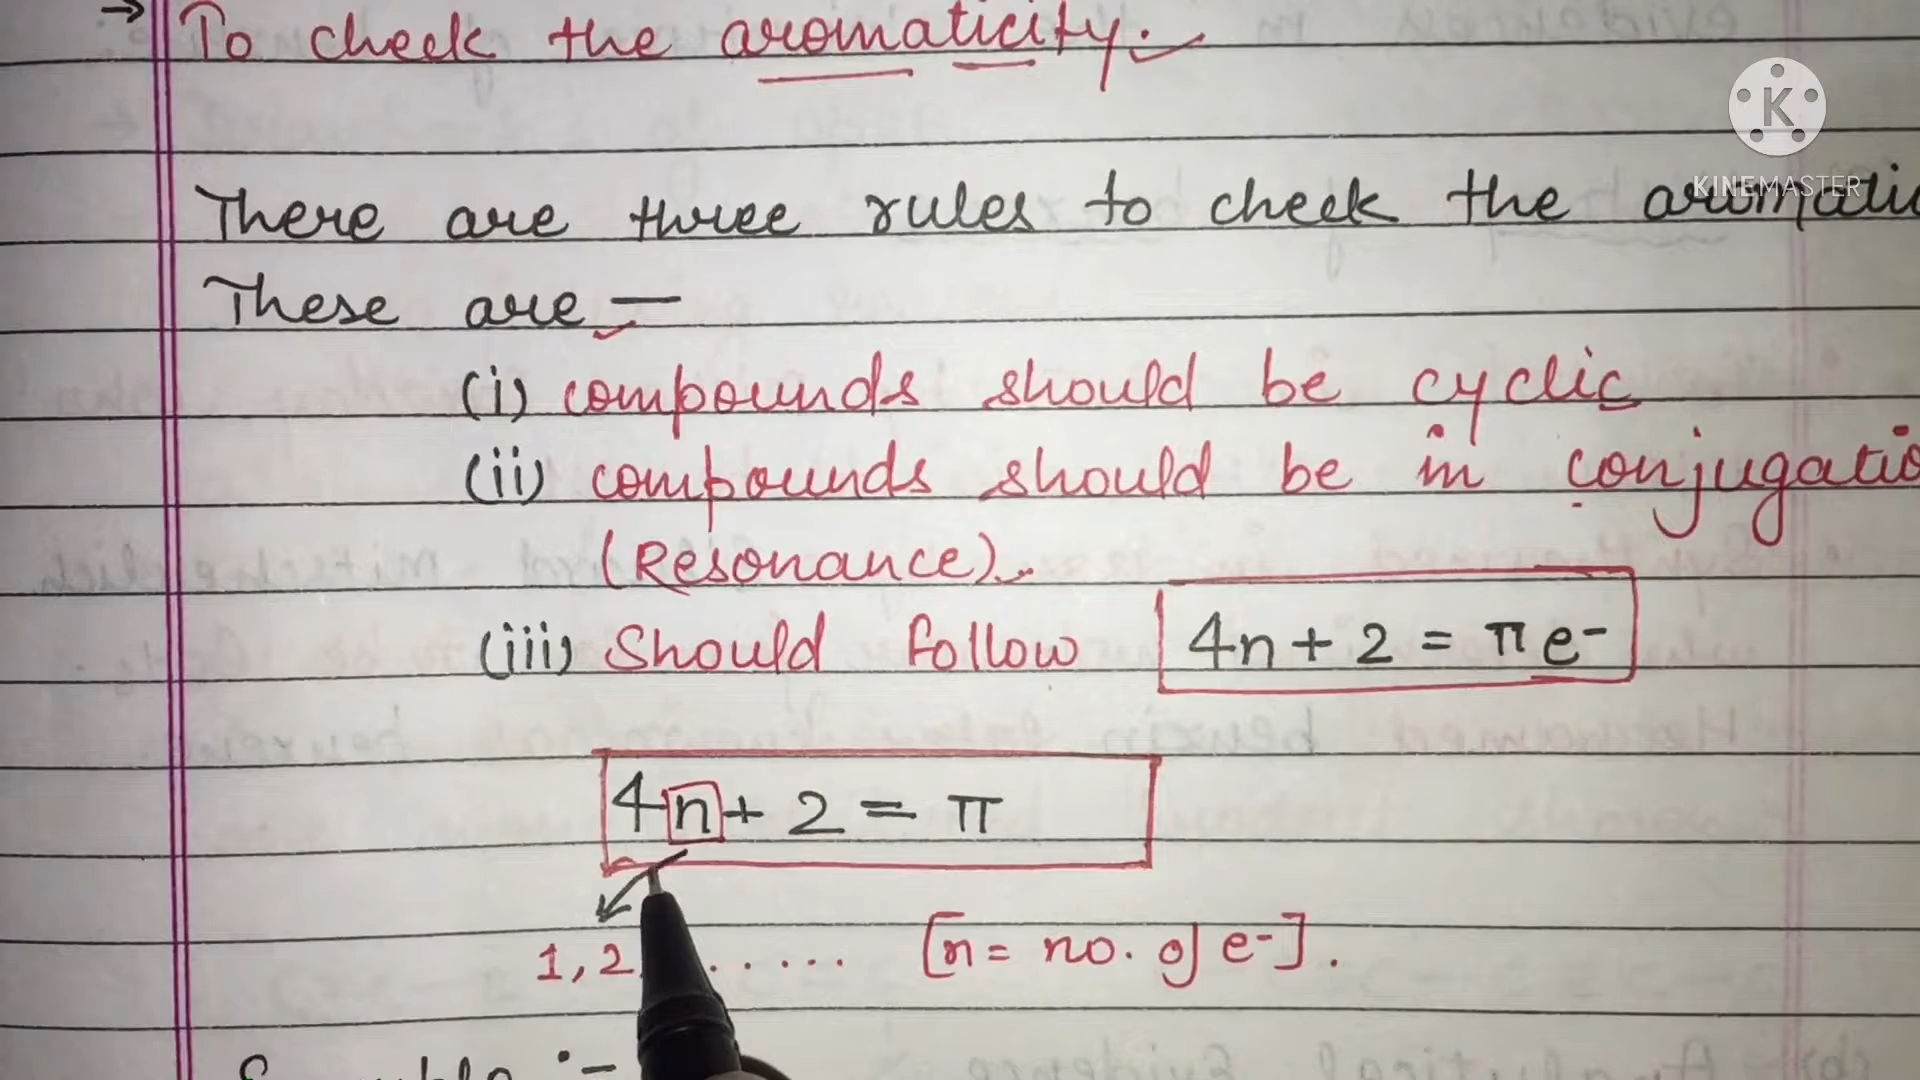 → To check the aromaticity.
K
KINEMASTER
There are three rules to check the
These are —
(i) compounds should be cyclic
(ii) compounds should be in
(Resonance).
(iii) Should follow 4n + 2 = π e-
4n + 2 = π
1, 2 ...... [n = no. of e-].
:-